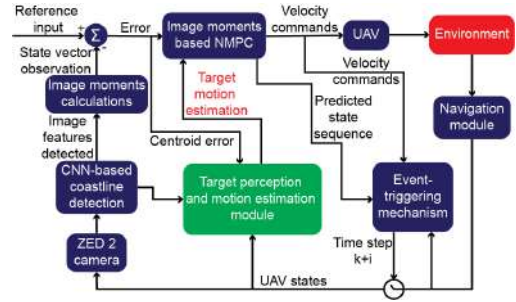 Reference
input
Σ
-
Error
Image moments
based NMPC
Velocity
commands
UAV
Environment
State vector
observation
Image moments
calculations
Target
motion
estimation
Predicted
state
sequence
Velocity
commands
Navigation
module
Image
features
detected
Centroid error
CNN-based
coastline
detection
Target perception
and motion estimation
module
Event-
triggering
mechanism
ZED 2
camera
Time step
k+i
UAV states